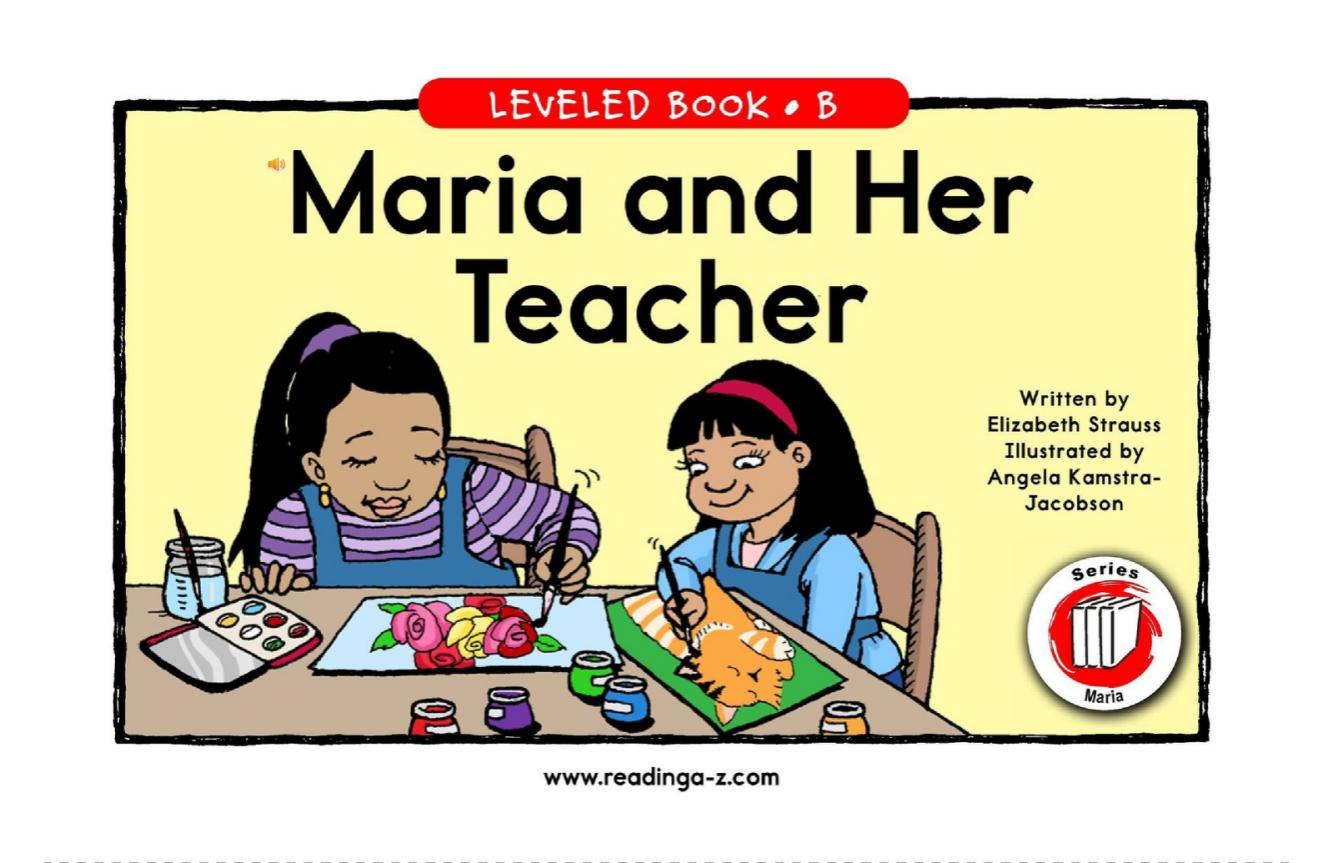 LEVELED BOOK • B
Maria and Her
Teacher
Written by
Elizabeth Strauss
Illustrated by
Angela Kamstra-
Jacobson
Series
Maria
www.readinga-z.com